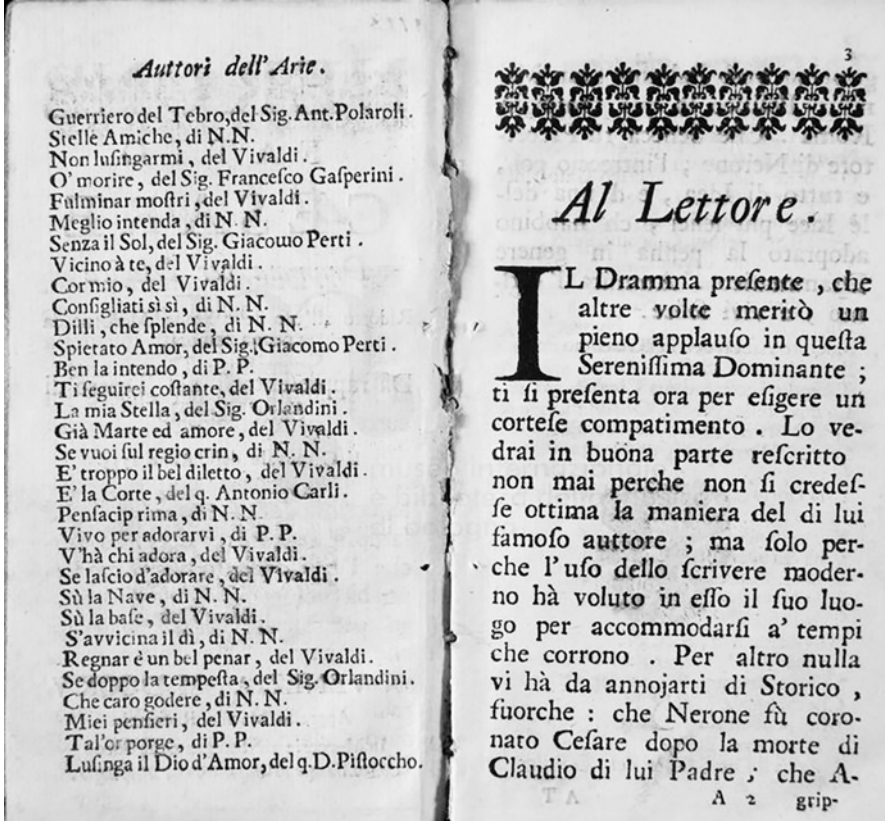 Auttori dell' Arie.
Guerriero del Tebro, del Sig. Ant. Polaroli.
Stelle Amiche, di N.N.
Non luſingarmi, del Vivaldi.
O' morire, del Sig. Franceſco Gaſperini.
Fulminar moſtri, del Vivaldi.
Meglio intenda, di N. N.
Senza il Sol, del Sig. Giacomo Perti.
Vicino à te, del Vivaldi.
Cor mio, del Vivaldi.
Conſigliati sì sì, di N. N.
Dilli, che ſplende, di N. N.
Spietato Amor, del Sig. Giacomo Perti.
Ben la intendo, di P. P.
Ti ſeguirei coſtante, del Vivaldi.
La mia Stella, del Sig. Orlandini.
Già Marte ed amore, del Vivaldi.
Se vuoi ſul regio crin, di N. N.
E' troppo il bel diletto, del Vivaldi.
E' la Corte, del q. Antonio Carli.
Penſacip rima, di N. N.
Vivo per adorarvi, di P. P.
V'hà chi adora, del Vivaldi.
Se laſcio d'adorare, del Vivaldi.
Sù la Nave, di N. N.
Sù la baſe, del Vivaldi.
S'avvicina il dì, di N. N.
Regnar è un bel penar, del Vivaldi.
Se doppo la tempeſta, del Sig. Orlandini.
Che caro godere, di N. N.
Miei penſieri, del Vivaldi.
Tal'or porge, di P. P.
Luſinga il Dio d'Amor, del q. D. Piſtoccho.
3
Al Lettore.
IL Dramma preſente, che
altre volte meritò un
pieno applauſo in queſta
Sereniſſima Dominante;
ti ſi preſenta ora per eſigere un
corteſe compatimento. Lo ve-
drai in buona parte reſcritto
non mai perche non ſi credeſ-
ſe ottima la maniera del di lui
famoſo auttore; ma ſolo per-
che l'uſo dello ſcrivere moder-
no hà voluto in eſſo il ſuo luo-
go per accommodarſi a' tempi
che corrono. Per altro nulla
vi hà da annojarti di Storico,
fuorche: che Nerone fù coro-
nato Ceſare dopo la morte di
Claudio di lui Padre; che A-
A 2 grip-